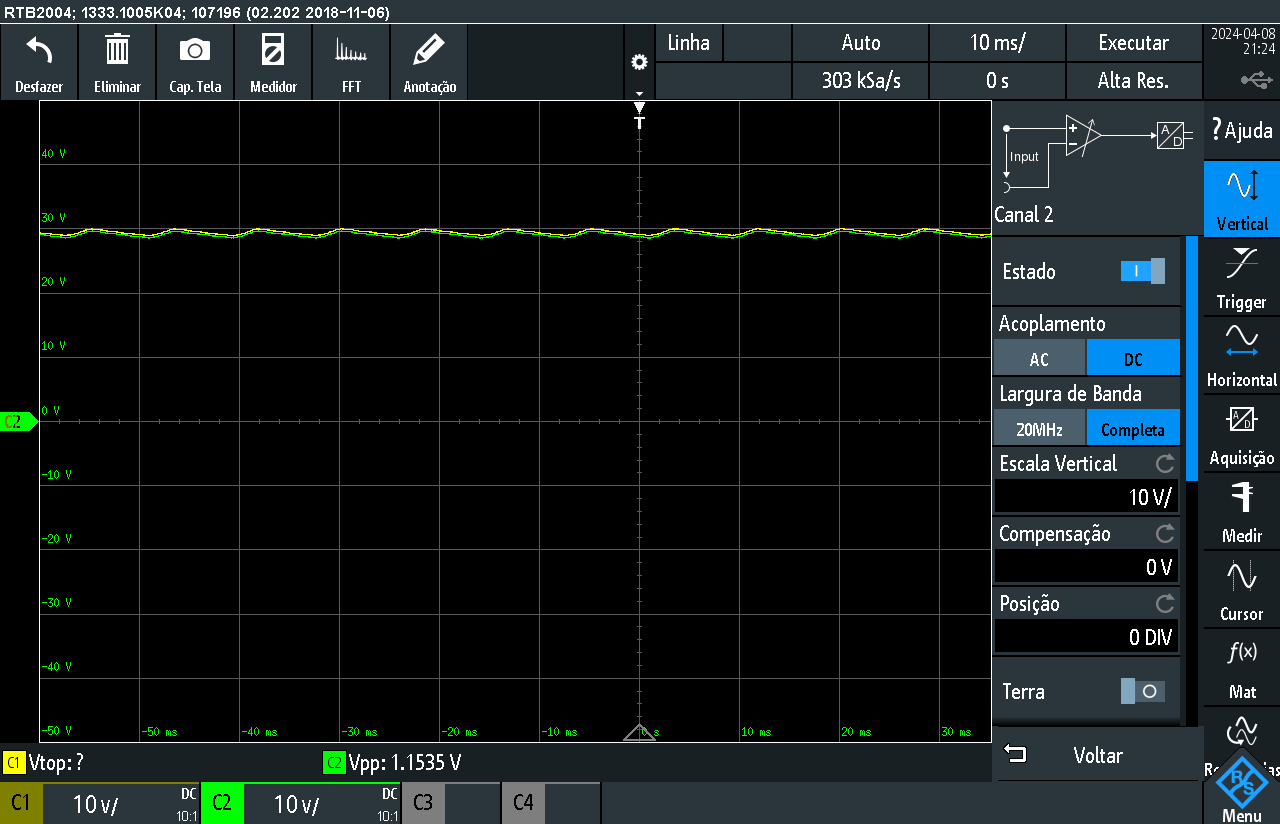 RTB2004; 1333.1005K04; 107196 (02.202 2018-11-06)
Desfazer
Eliminar
Cap. Tela
Medidor
FFT
Anotação
Linha
Auto
10 ms/
Executar
303 kSa/s
0 s
Alta Res.
2024-04-08
21:24
T
40 V
30 V
20 V
10 V
0 V
-10 V
-20 V
-30 V
-40 V
-50 V
-50 ms
-40 ms
-30 ms
-20 ms
-10 ms
0 s
10 ms
20 ms
30 ms
C2
Input
A
D
Canal 2
Estado
Acoplamento
AC
DC
Largura de Banda
20MHz
Completa
Escala Vertical
10 V/
Compensação
0 V
Posição
0 DIV
Terra
Voltar
? Ajuda
Vertical
Trigger
Horizontal
A
D
Aquisição
Medir
Cursor
f(x)
Mat
R/S
Menu
C1 Vtop: ?
C2 Vpp: 1.1535 V
C1 10 V/ DC 10:1
C2 10 V/ DC 10:1
C3
C4